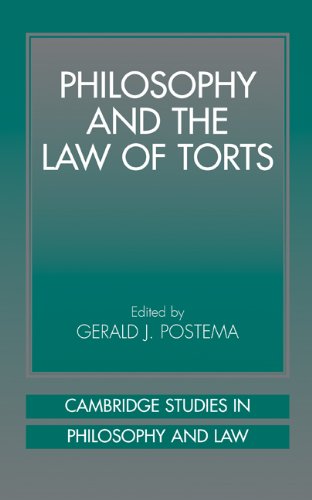 PHILOSOPHY
AND THE
LAW OF TORTS
Edited by
GERALD J. POSTEMA
CAMBRIDGE STUDIES IN
PHILOSOPHY AND LAW